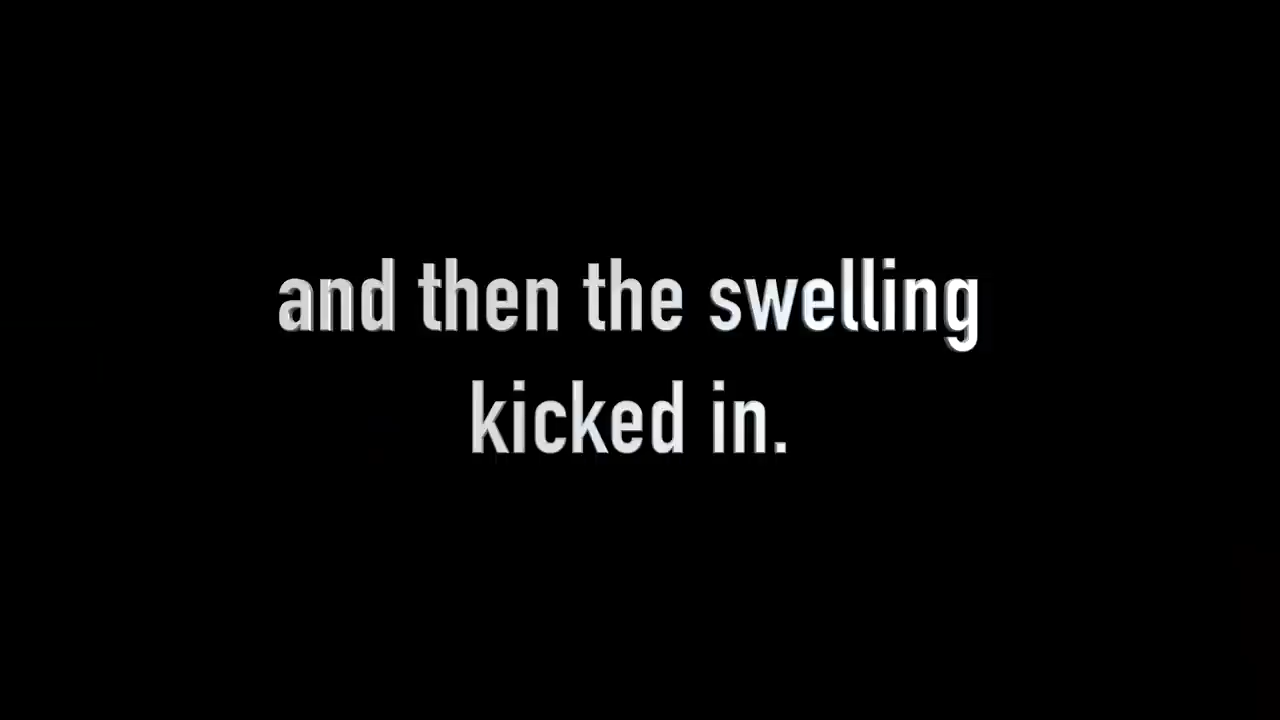 and then the swelling
kicked in.